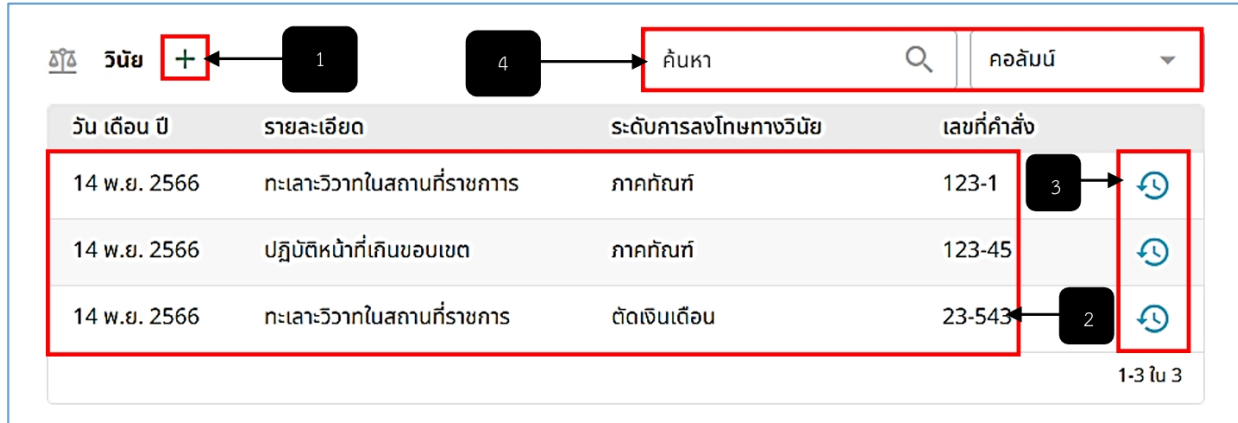 วินัย + 1 4 ค้นหา คอลัมน์
วัน เดือน ปี รายละเอียด ระดับการลงโทษทางวินัย เลขที่คำสั่ง
14 พ.ย. 2566 ทะเลาะวิวาทในสถานที่ราชกาาร ภาคทัณฑ์ 123-1 3
14 พ.ย. 2566 ปฏิบัติหน้าที่เกินขอบเขต ภาคทัณฑ์ 123-45
14 พ.ย. 2566 ทะเลาะวิวาทในสถานที่ราชการ ตัดเงินเดือน 23-543 2
1-3 ใน 3